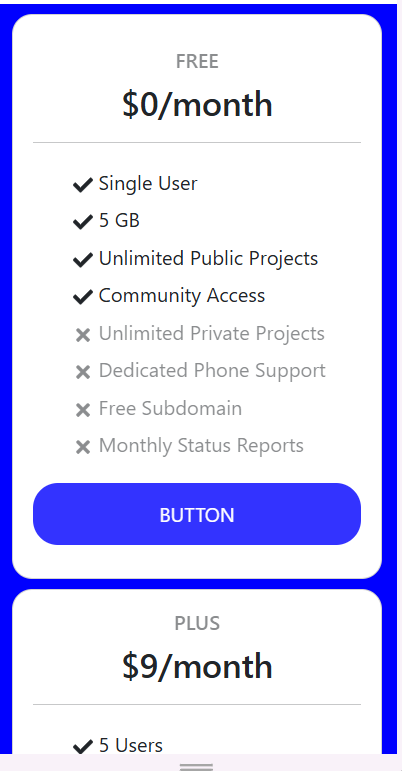 FREE
$0/month
Single User
5 GB
Unlimited Public Projects
Community Access
Unlimited Private Projects
Dedicated Phone Support
Free Subdomain
Monthly Status Reports
BUTTON
PLUS
$9/month
5 Users